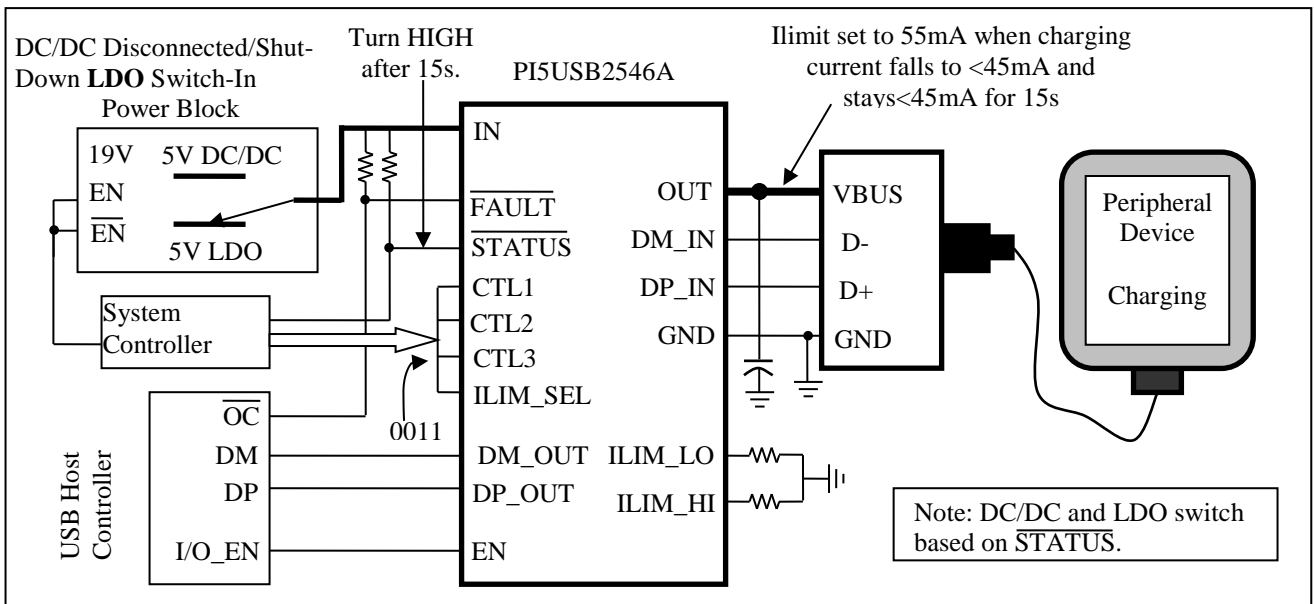 DC/DC Disconnected/Shut-
Down LDO Switch-In
Power Block
19V
5V DC/DC
EN
EN
5V LDO
System
Controller
USB Host
Controller
OC
DM
DP
I/O_EN
Turn HIGH
after 15s.
0011
PI5USB2546A
IN
FAULT
STATUS
CTL1
CTL2
CTL3
ILIM_SEL
DM_OUT
DP_OUT
EN
OUT
DM_IN
DP_IN
GND
ILIM_LO
ILIM_HI
Ilimit set to 55mA when charging
current falls to <45mA and
stays<45mA for 15s
VBUS
D-
D+
GND
Peripheral
Device
Charging
Note: DC/DC and LDO switch
based on STATUS.